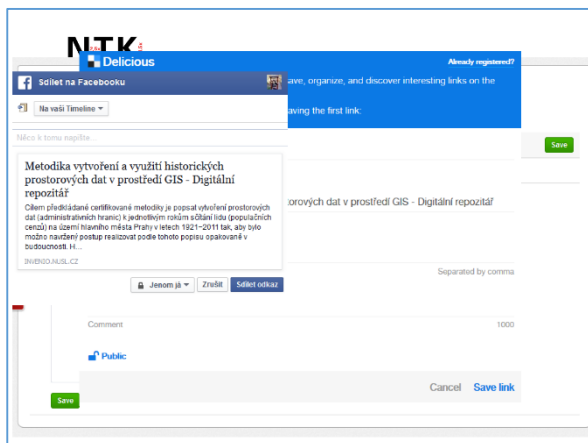 NTK
Delicious
Already registered?
Sdílet na Facebooku
ave, organize, and discover interesting links on the
Na vaší Timeline
aving the first link:
Něco k tomu napište...
Save
Metodika vytvoření a využití historických
prostorových dat v prostředí GIS - Digitální
repozitář
Cílem předkládané certifikované metodiky je popsat vytvoření prostorových
dat (administrativních hranic) k jednotlivým rokům sčítání lidu (populačních
cenzů) na území hlavního města Prahy v letech 1921–2011 tak, aby bylo
možno navržený postup realizovat podle tohoto popisu opakovaně v
budoucnosti. H...
INVENIO.NUSL.CZ
torových dat v prostředí GIS - Digitální repozitář
Separated by comma
Jenom já
Zrušit
Sdílet odkaz
Comment
1000
Public
Cancel
Save link
Save